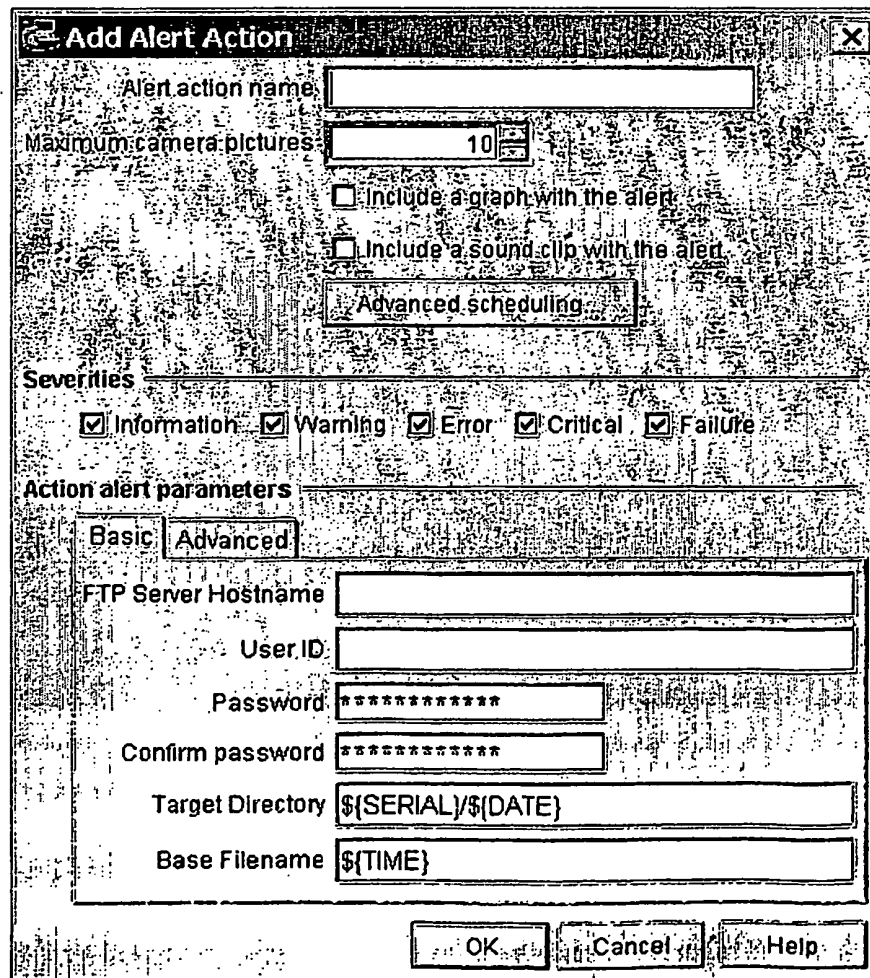 Add Alert Action
Alert action name
Maximum camera pictures 10
Include a graph with the alert
Include a sound clip with the alert
Advanced scheduling
Severities
Information Warning Error Critical Failure
Action alert parameters
Basic Advanced
FTP Server Hostname
User ID
Password ************
Confirm password ************
Target Directory ${SERIAL}/${DATE}
Base Filename ${TIME}
OK Cancel Help